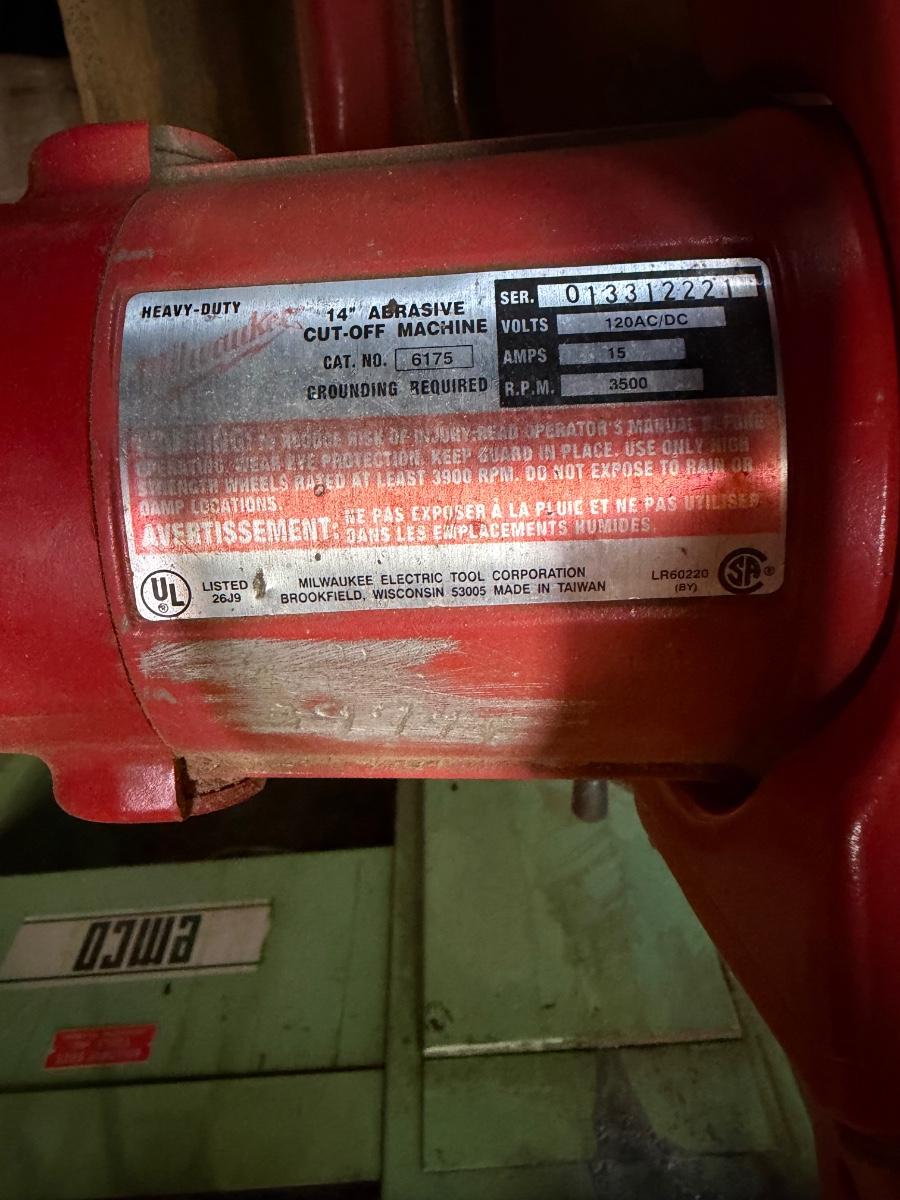 HEAVY-DUTY
Milwaukee
14" ABRASIVE
CUT-OFF MACHINE
CAT. NO. 6175
GROUNDING REQUIRED
SER. 013312221
VOLTS 120AC/DC
AMPS 15
R.P.M. 3500
WARNING: TO REDUCE RISK OF INJURY-READ OPERATOR'S MANUAL BEFORE
OPERATING. WEAR EYE PROTECTION. KEEP GUARD IN PLACE. USE ONLY HIGH
STRENGTH WHEELS RATED AT LEAST 3900 RPM. DO NOT EXPOSE TO RAIN OR
DAMP LOCATIONS.
AVERTISSEMENT: NE PAS EXPOSER À LA PLUIE ET NE PAS UTILISER
DANS LES EMPLACEMENTS HUMIDES.
UL
®
LISTED
26J9
MILWAUKEE ELECTRIC TOOL CORPORATION
BROOKFIELD, WISCONSIN 53005 MADE IN TAIWAN
LR60220
(BY)
SA ®
emco